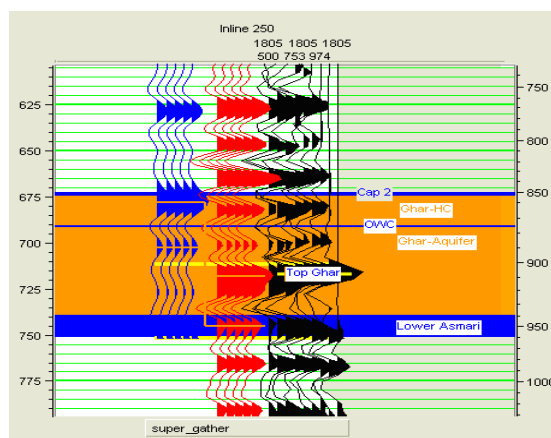 Inline 250
1805 1805 1805
500 753 974
625
750
650
800
675
Cap 2
850
Ghar-HC
OWC
700
Ghar-Aquifer
900
Top Ghar
725
Lower Asmari
750
950
775
1000
super_gather